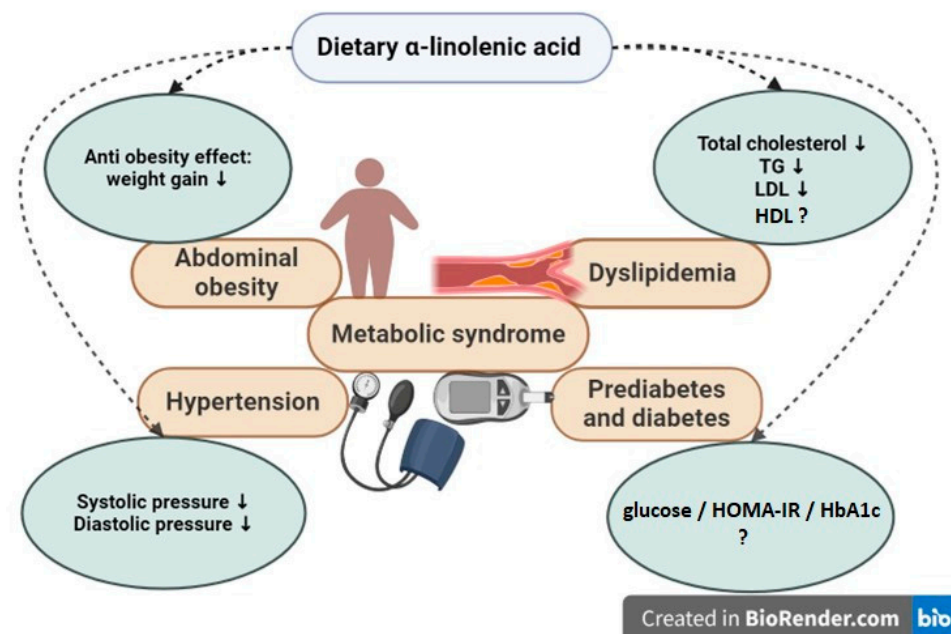 Dietary α-linolenic acid
Anti obesity effect:
weight gain ↓
Total cholesterol ↓
TG ↓
LDL ↓
HDL ?
Abdominal
obesity
Dyslipidemia
Metabolic syndrome
Hypertension
Prediabetes
and diabetes
Systolic pressure ↓
Diastolic pressure ↓
glucose / HOMA-IR / HbA1c
?
Created in BioRender.com bio